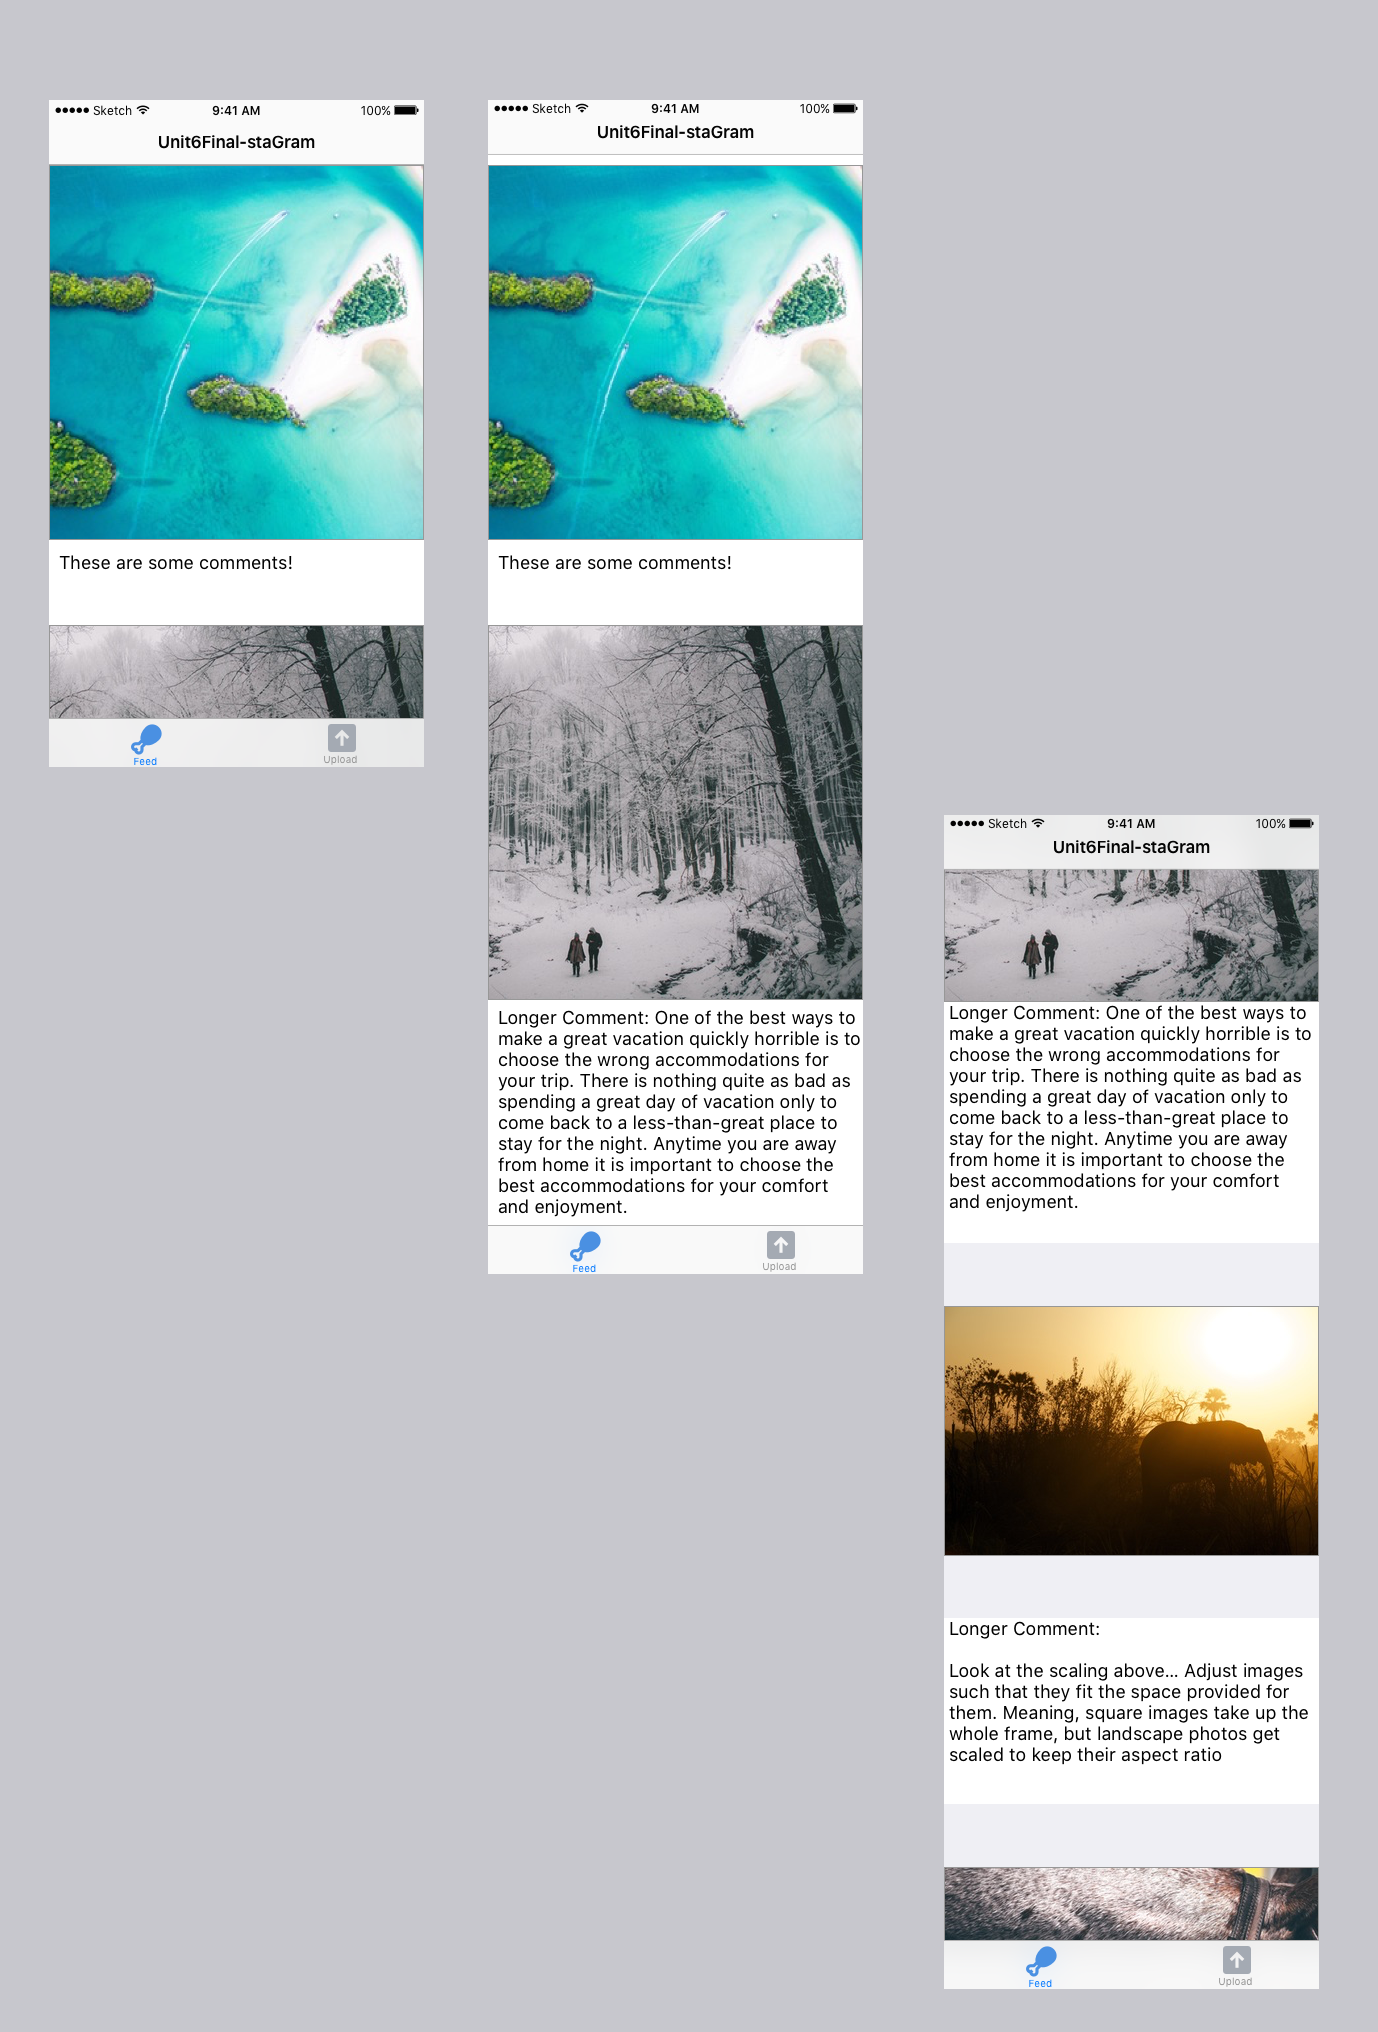 Sketch 9:41 AM 100%
Unit6Final-staGram
These are some comments!
Feed Upload
Sketch 9:41 AM 100%
Unit6Final-staGram
These are some comments!
Longer Comment: One of the best ways to
make a great vacation quickly horrible is to
choose the wrong accommodations for
your trip. There is nothing quite as bad as
spending a great day of vacation only to
come back to a less-than-great place to
stay for the night. Anytime you are away
from home it is important to choose the
best accommodations for your comfort
and enjoyment.
Feed Upload
Sketch 9:41 AM 100%
Unit6Final-staGram
Longer Comment: One of the best ways to
make a great vacation quickly horrible is to
choose the wrong accommodations for
your trip. There is nothing quite as bad as
spending a great day of vacation only to
come back to a less-than-great place to
stay for the night. Anytime you are away
from home it is important to choose the
best accommodations for your comfort
and enjoyment.
Longer Comment:
Look at the scaling above... Adjust images
such that they fit the space provided for
them. Meaning, square images take up the
whole frame, but landscape photos get
scaled to keep their aspect ratio
Feed Upload